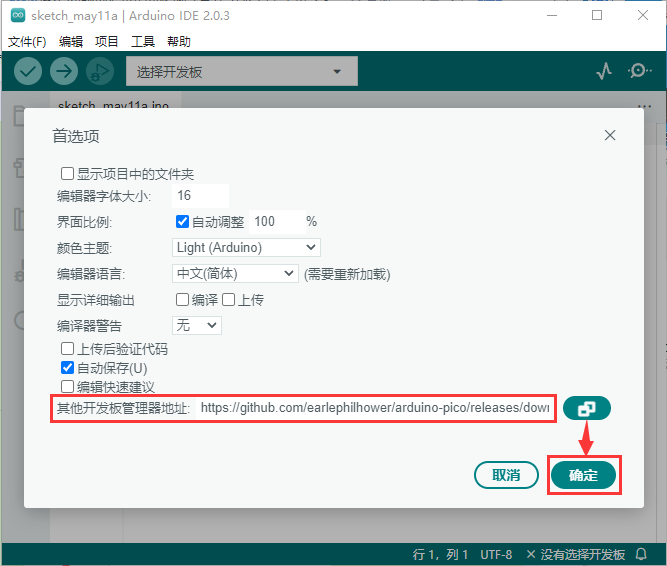 sketch_may11a | Arduino IDE 2.0.3
文件(F) 编辑 项目 工具 帮助
选择开发板
sketch_may11a.ino
首选项
显示项目中的文件夹
编辑器字体大小: 16
界面比例: 自动调整 100 %
颜色主题: Light (Arduino)
编辑器语言: 中文(简体) (需要重新加载)
显示详细输出 编译 上传
编译器警告 无
上传后验证代码
自动保存(U)
编辑快速建议
其他开发板管理器地址: https://github.com/earlephilhower/arduino-pico/releases/dow
取消 确定
行 1，列 1 UTF-8 没有选择开发板